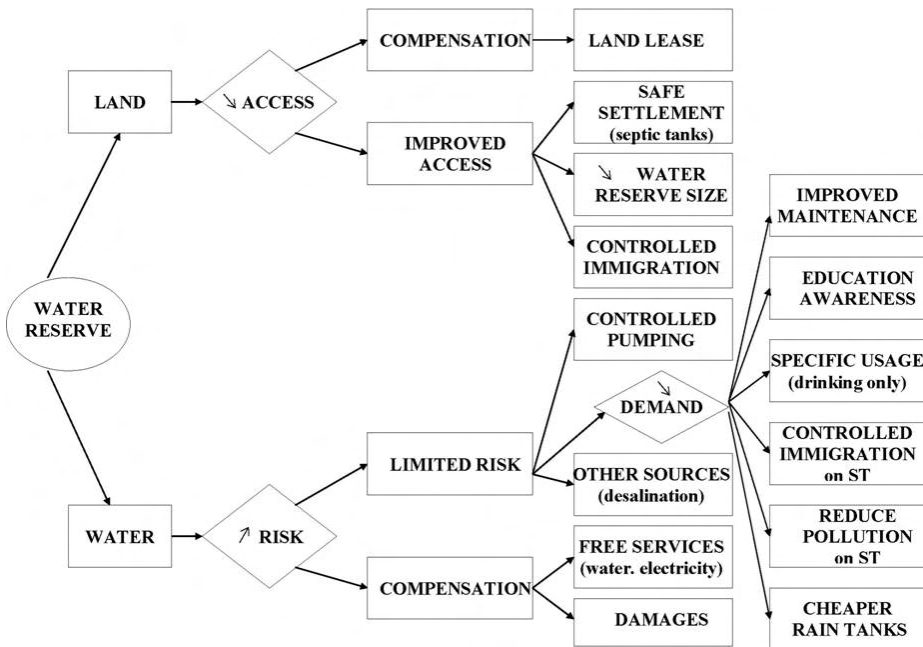 COMPENSATION
LAND LEASE
LAND
↘ ACCESS
SAFE
SETTLEMENT
(septic tanks)
IMPROVED
ACCESS
↘ WATER
RESERVE SIZE
CONTROLLED
IMMIGRATION
WATER
RESERVE
CONTROLLED
PUMPING
↘
DEMAND
LIMITED RISK
OTHER SOURCES
(desalination)
WATER
↗ RISK
FREE SERVICES
(water. electricity)
COMPENSATION
DAMAGES
IMPROVED
MAINTENANCE
EDUCATION
AWARENESS
SPECIFIC USAGE
(drinking only)
CONTROLLED
IMMIGRATION
on ST
REDUCE
POLLUTION
on ST
CHEAPER
RAIN TANKS